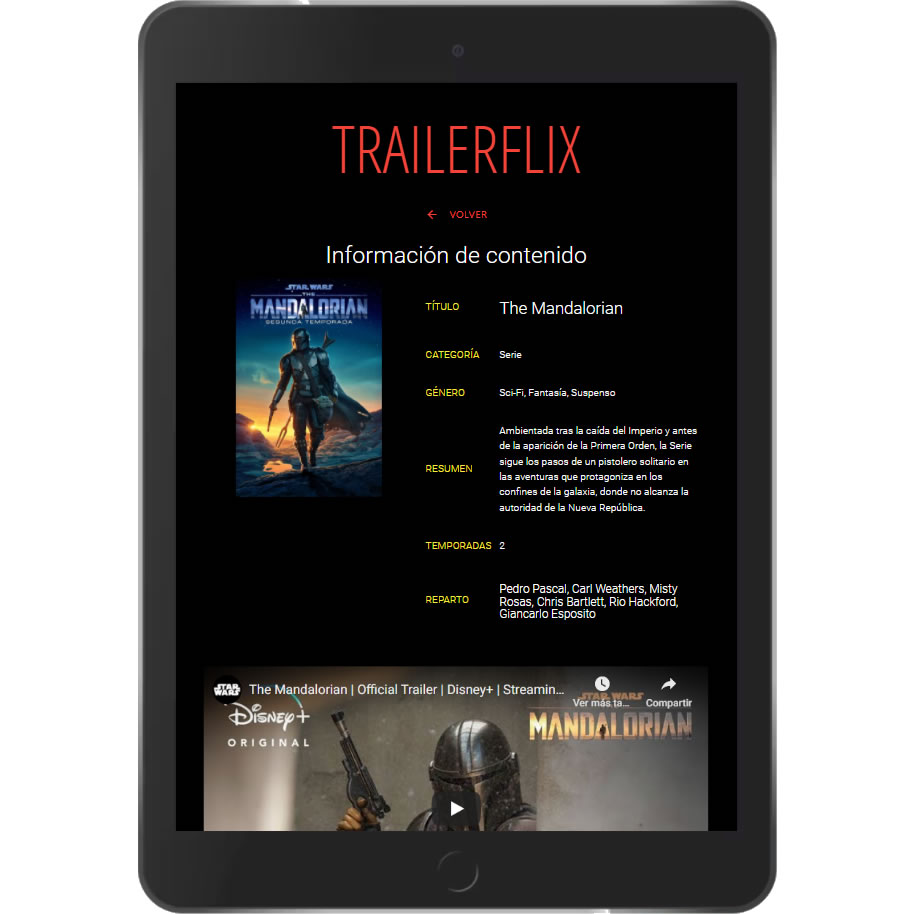 TRAILERFLIX
← VOLVER
Información de contenido
STAR WARS
THE
MANDALORIAN
SEGUNDA TEMPORADA
TÍTULO The Mandalorian
CATEGORÍA Serie
GÉNERO Sci-Fi, Fantasía, Suspenso
RESUMEN
Ambientada tras la caída del Imperio y antes
de la aparición de la Primera Orden, la Serie
sigue los pasos de un pistolero solitario en
las aventuras que protagoniza en los
confines de la galaxia, donde no alcanza la
autoridad de la Nueva República.
TEMPORADAS 2
REPARTO
Pedro Pascal, Carl Weathers, Misty
Rosas, Chris Bartlett, Rio Hackford,
Giancarlo Esposito
STAR WARS
The Mandalorian | Official Trailer | Disney+ | Streamin...
Ver más ta...
Compartir
Disney+
ORIGINAL
STAR WARS
MANDALORIAN